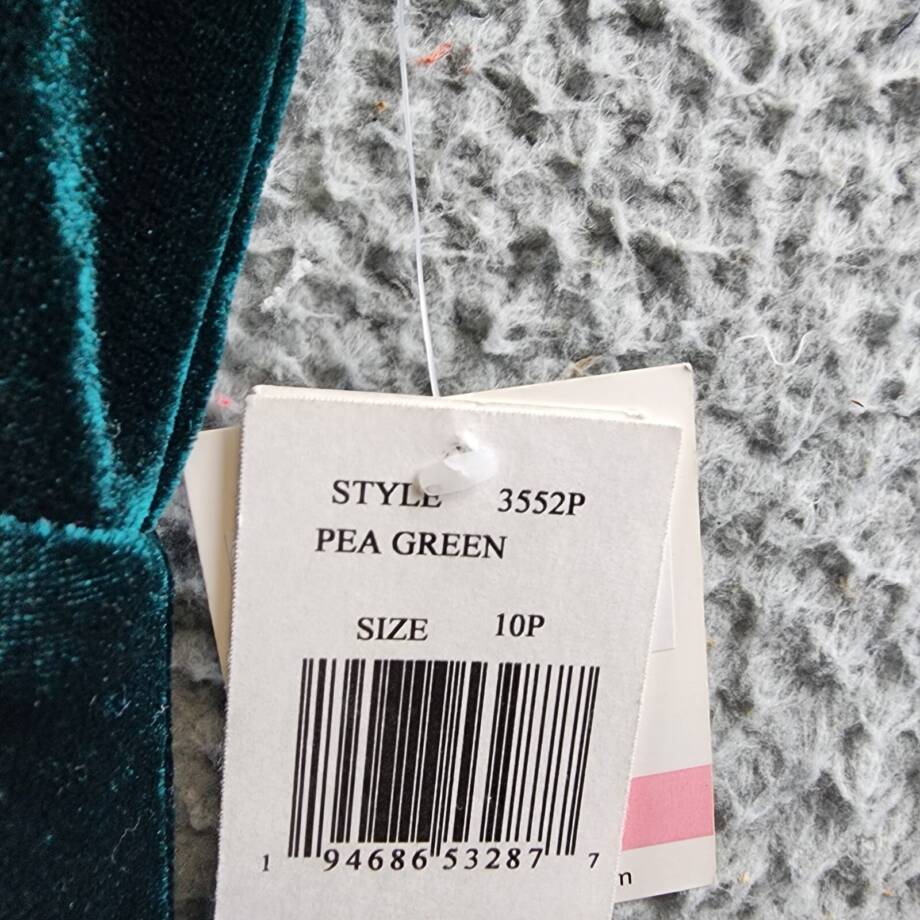 STYLE 3552P
PEA GREEN
SIZE 10P
1 94686 53287 7
m